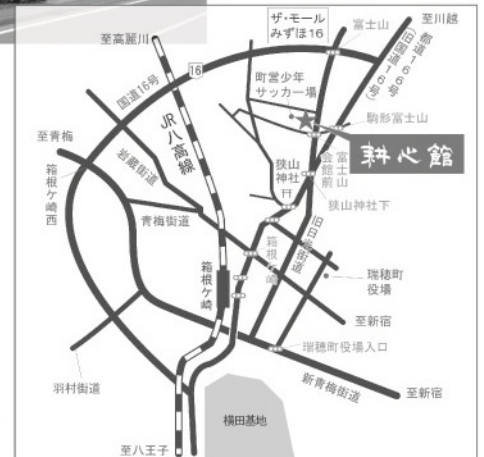 ザ・モール
みずほ16
富士山
至川越
至高麗川
都道16号
(旧国道16号)
16
国道16号
町営少年
サッカー場
駒形富士山
JR八高線
至青梅
岩蔵街道
狭山
神社
富士山
会館前
耕心館
箱根ケ崎西
狭山神社下
青梅街道
旧日光街道
箱根ケ崎
箱根ケ崎
瑞穂町
役場
至新宿
瑞穂町役場入口
羽村街道
新青梅街道
至新宿
横田基地
至八王子